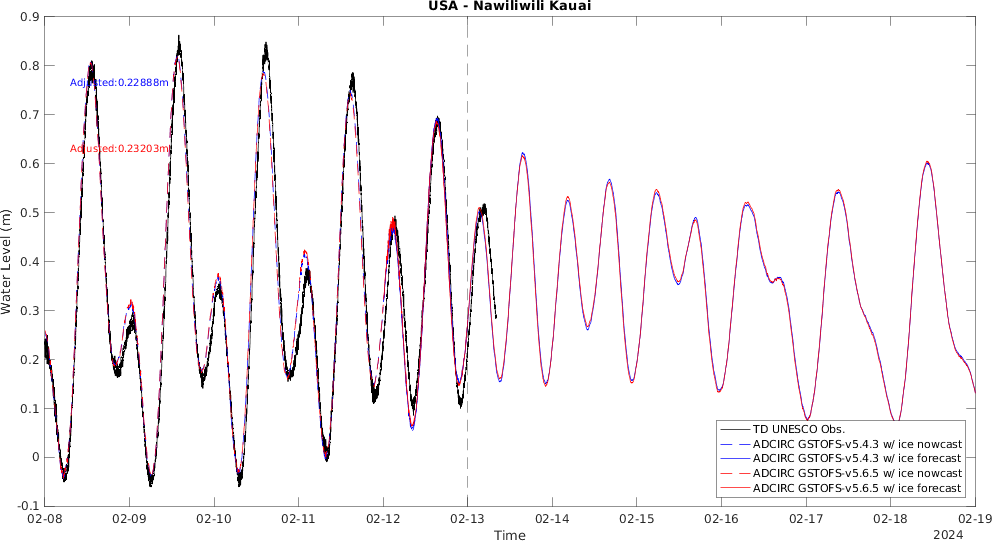 USA - Nawiliwili Kauai
0.9
0.8
0.7
0.6
0.5
0.4
0.3
0.2
0.1
0
-0.1
Water Level (m)
Adjusted:0.22888m
Adjusted:0.23203m
TD UNESCO Obs.
ADCIRC GSTOFS-v5.4.3 w/ ice nowcast
ADCIRC GSTOFS-v5.4.3 w/ ice forecast
ADCIRC GSTOFS-v5.6.5 w/ ice nowcast
ADCIRC GSTOFS-v5.6.5 w/ ice forecast
02-08 02-09 02-10 02-11 02-12 02-13 02-14 02-15 02-16 02-17 02-18 02-19
Time
2024